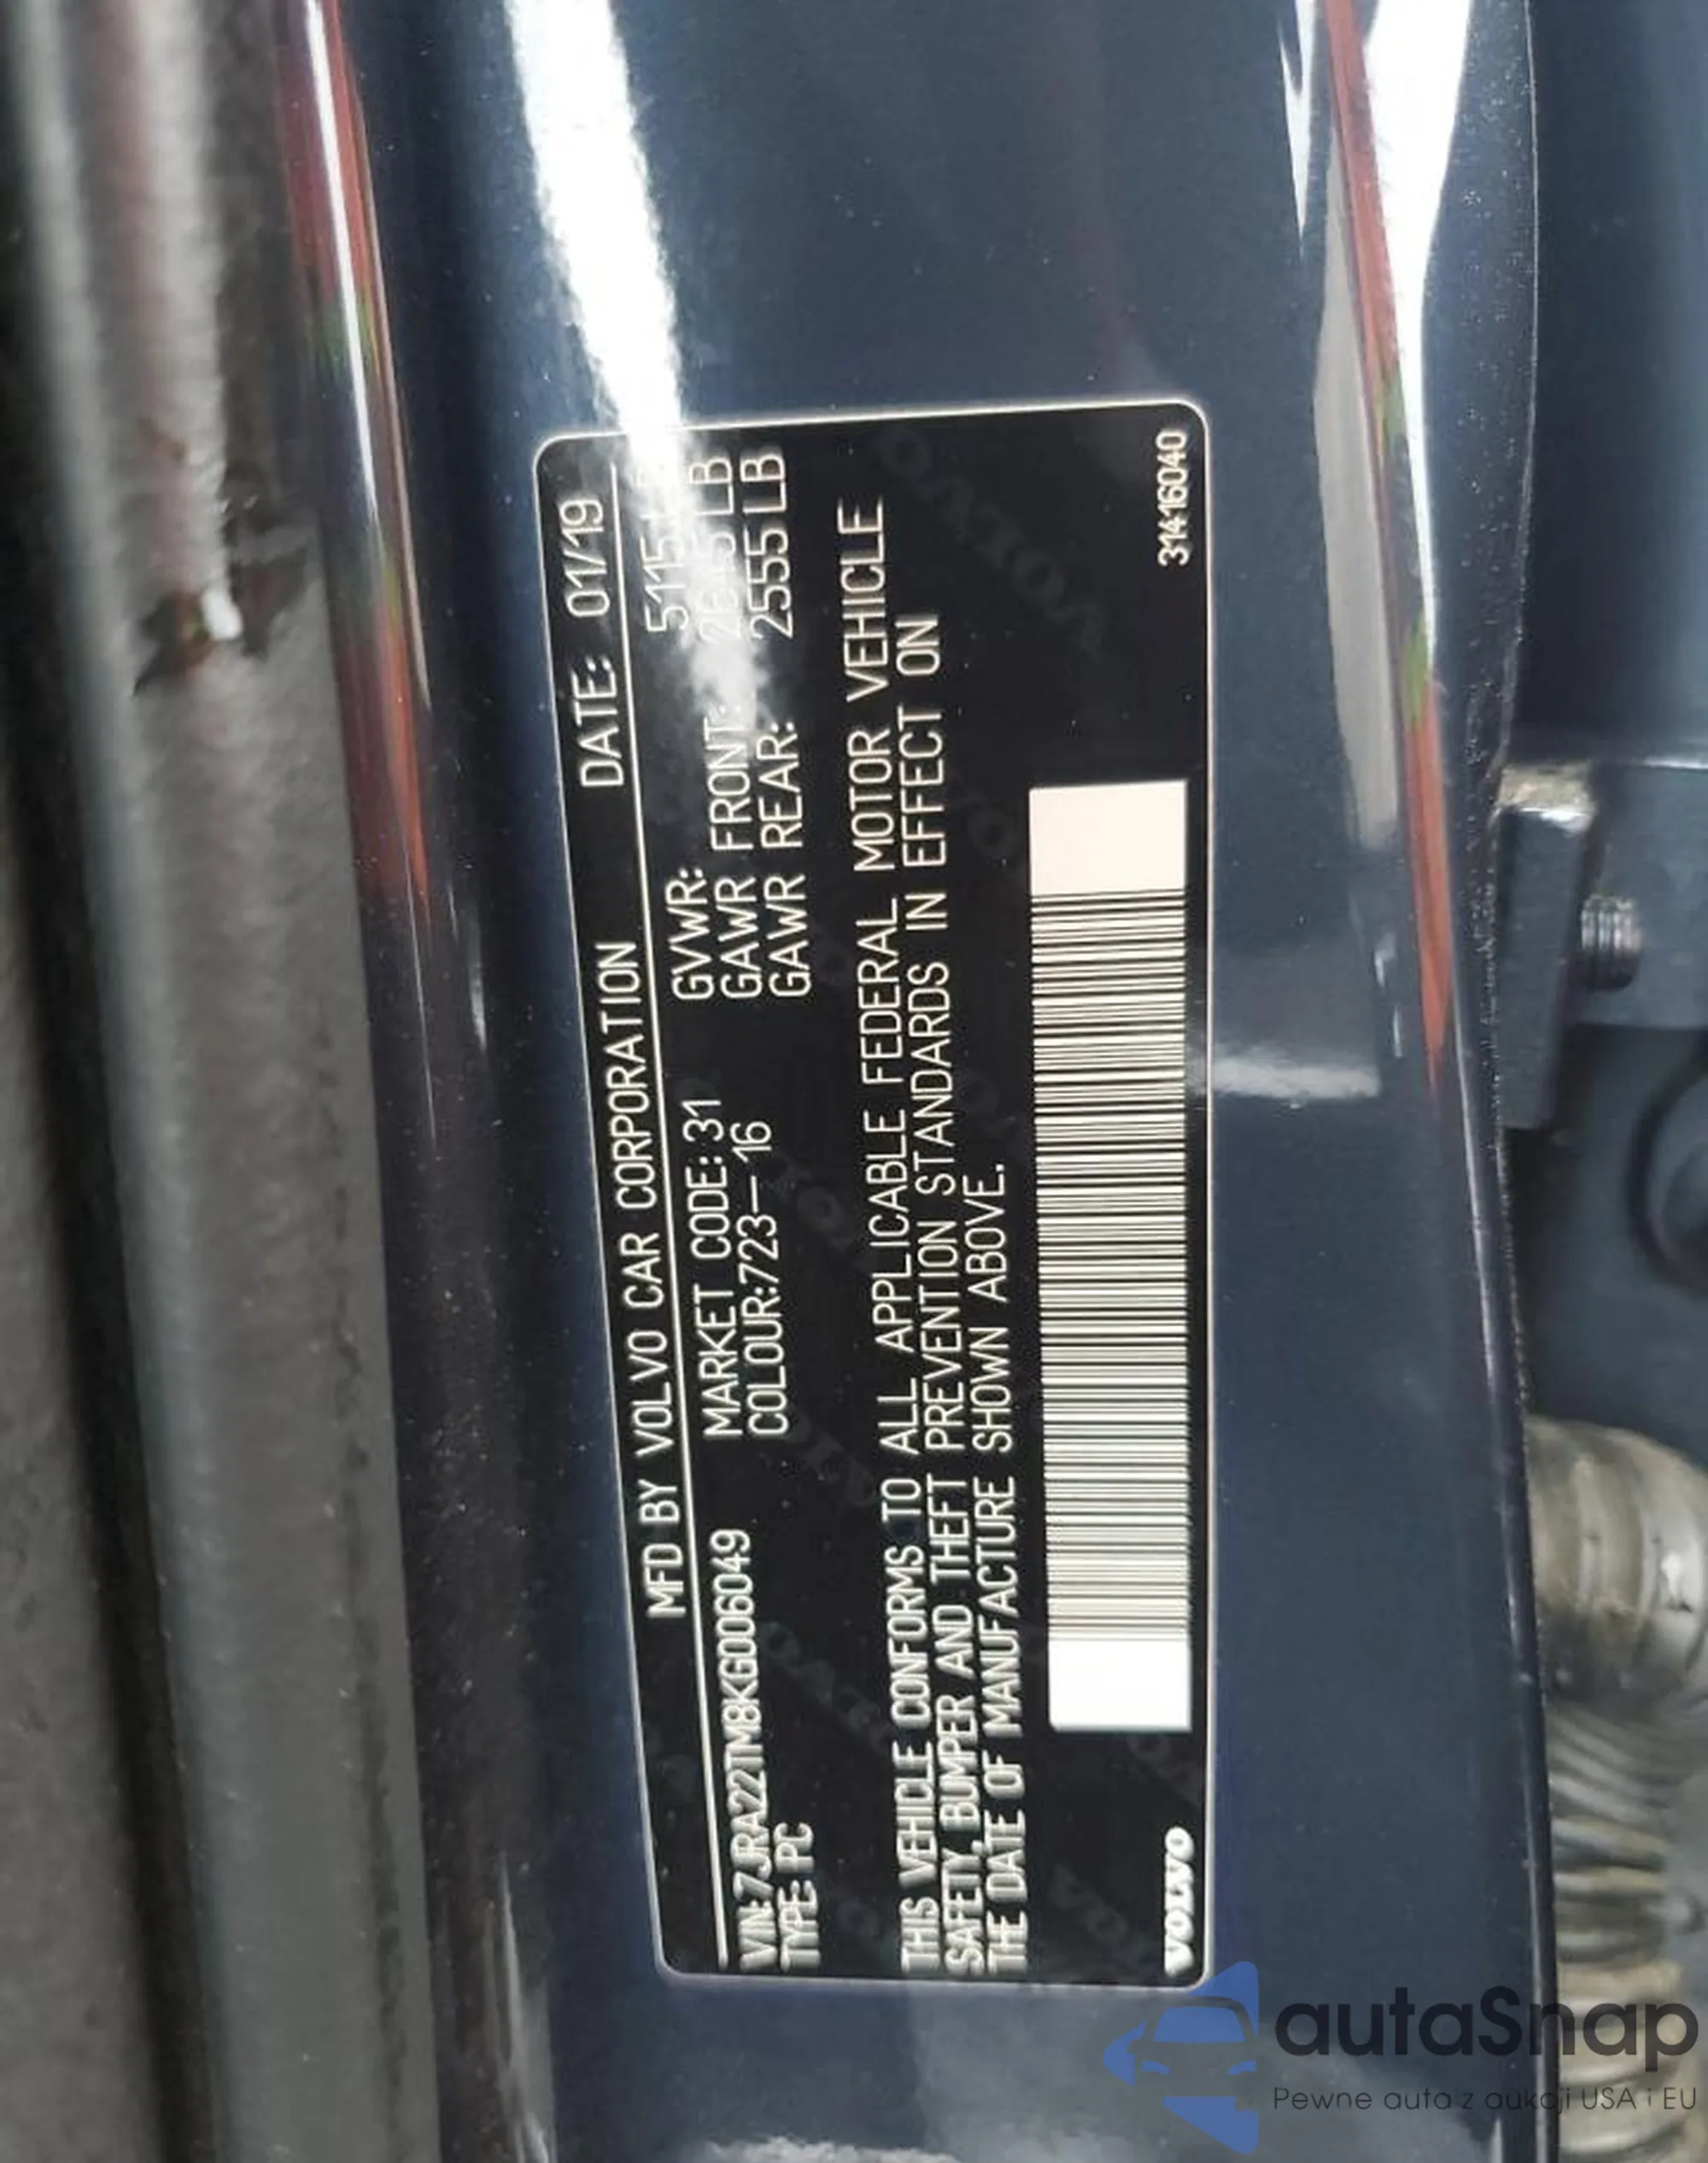 MFD BY VOLVO CAR CORPORATION DATE: 01/19
VIN: 7JRA22TM8KG006049 MARKET CODE: 31 GVWR: 5115
TYPE: PC COLOUR:723—16 GAWR FRONT: LB
GAWR REAR: 2555 LB
THIS VEHICLE CONFORMS TO ALL APPLICABLE FEDERAL MOTOR VEHICLE
SAFETY, BUMPER AND THEFT PREVENTION STANDARDS IN EFFECT ON
THE DATE OF MANUFACTURE SHOWN ABOVE.
VOLVO 31416040
autaSnap
Pewne auta z aukcji USA i EU